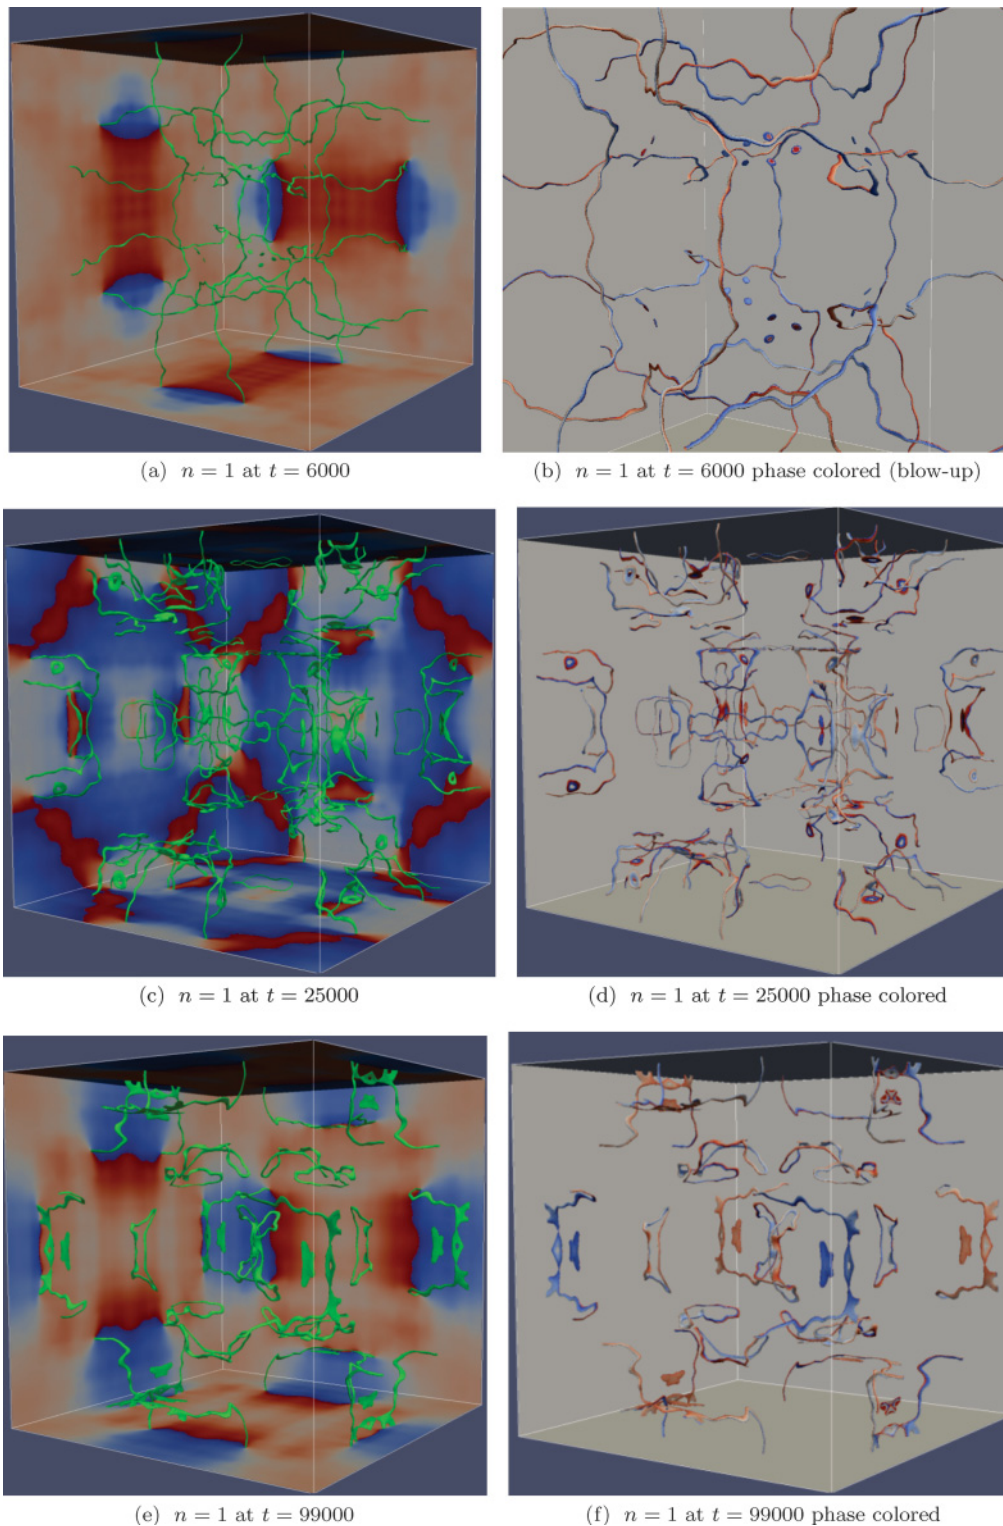 (a) n = 1 at t = 6000
(b) n = 1 at t = 6000 phase colored (blow-up)
(c) n = 1 at t = 25000
(d) n = 1 at t = 25000 phase colored
(e) n = 1 at t = 99000
(f) n = 1 at t = 99000 phase colored